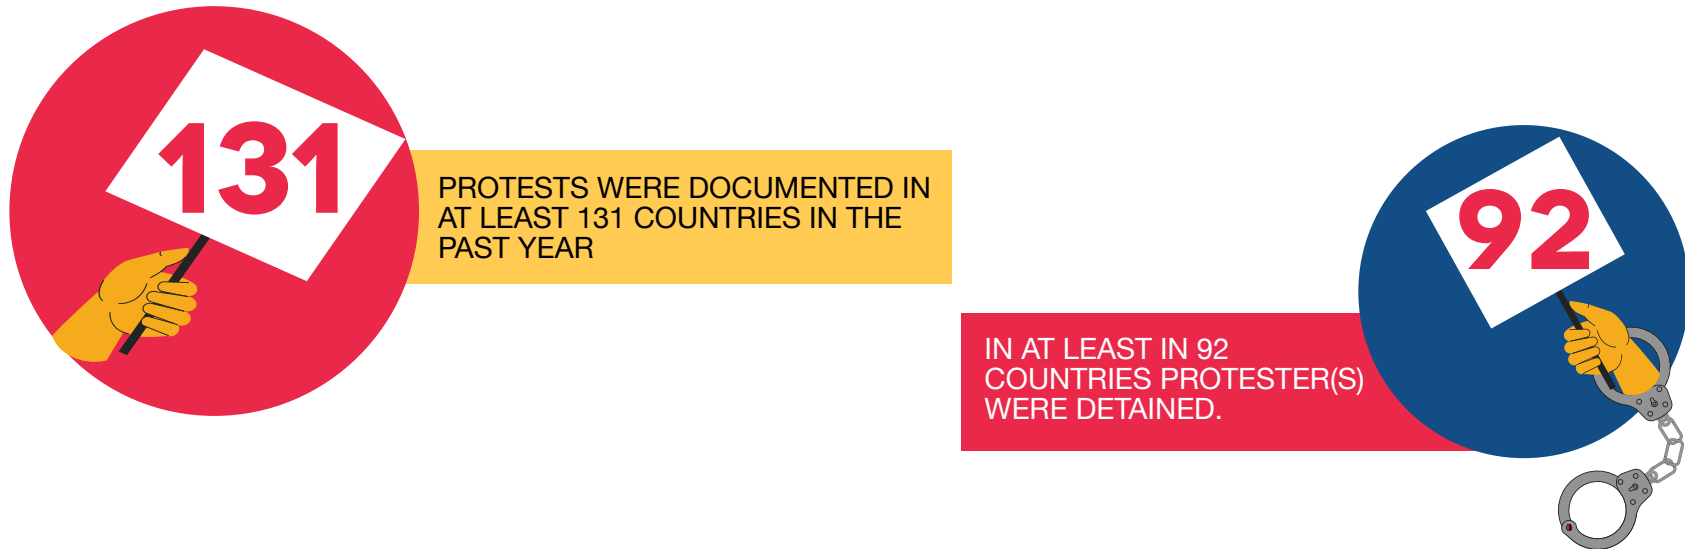 131
PROTESTS WERE DOCUMENTED IN
AT LEAST 131 COUNTRIES IN THE
PAST YEAR
92
IN AT LEAST IN 92
COUNTRIES PROTESTER(S)
WERE DETAINED.